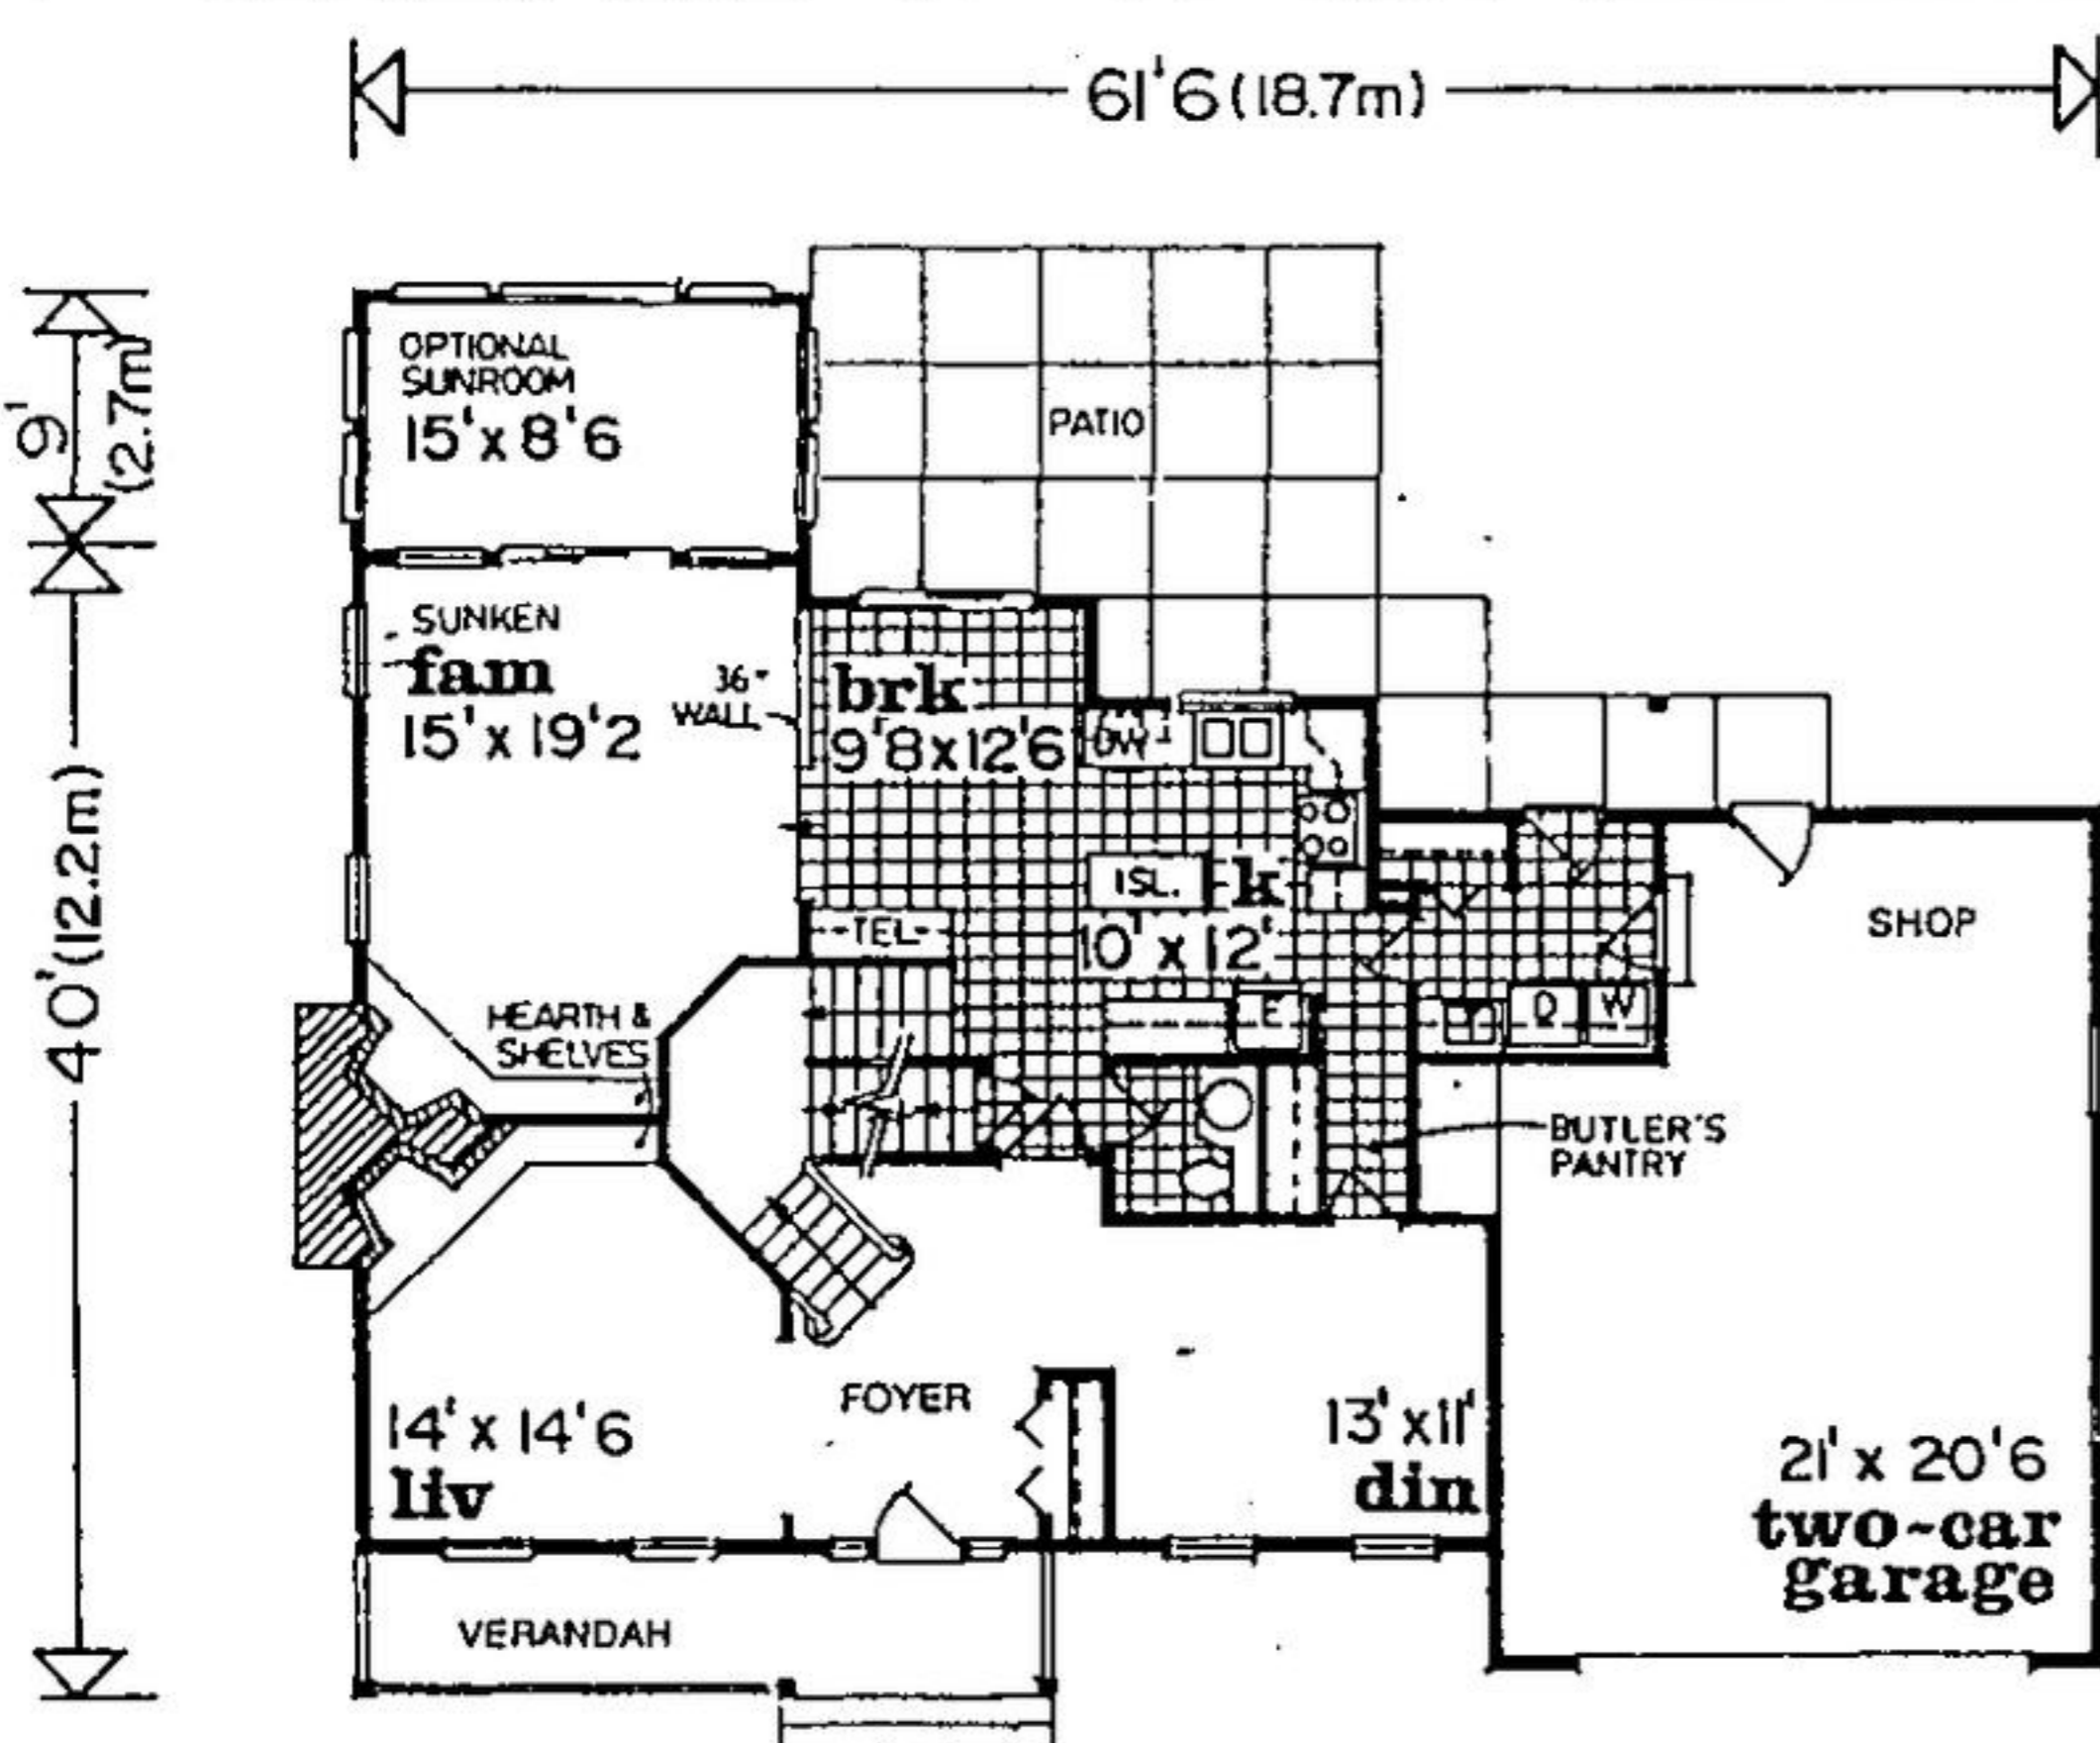 61'6 (18.7m)
9'
(2.7m)
40' (12.2m)
OPTIONAL
SUNROOM
15' x 8'6
PATIO
SUNKEN
fam
15' x 19'2
36"
WALL
brk
9'8 x 12'6
DW
ISL.
k
10' x 12'
TEL
SHOP
HEARTH &
SHELVES
D
W
BUTLER'S
PANTRY
FOYER
14' x 14'6
liv
13' x 11'
din
21' x 20'6
two-car
garage
VERANDAH